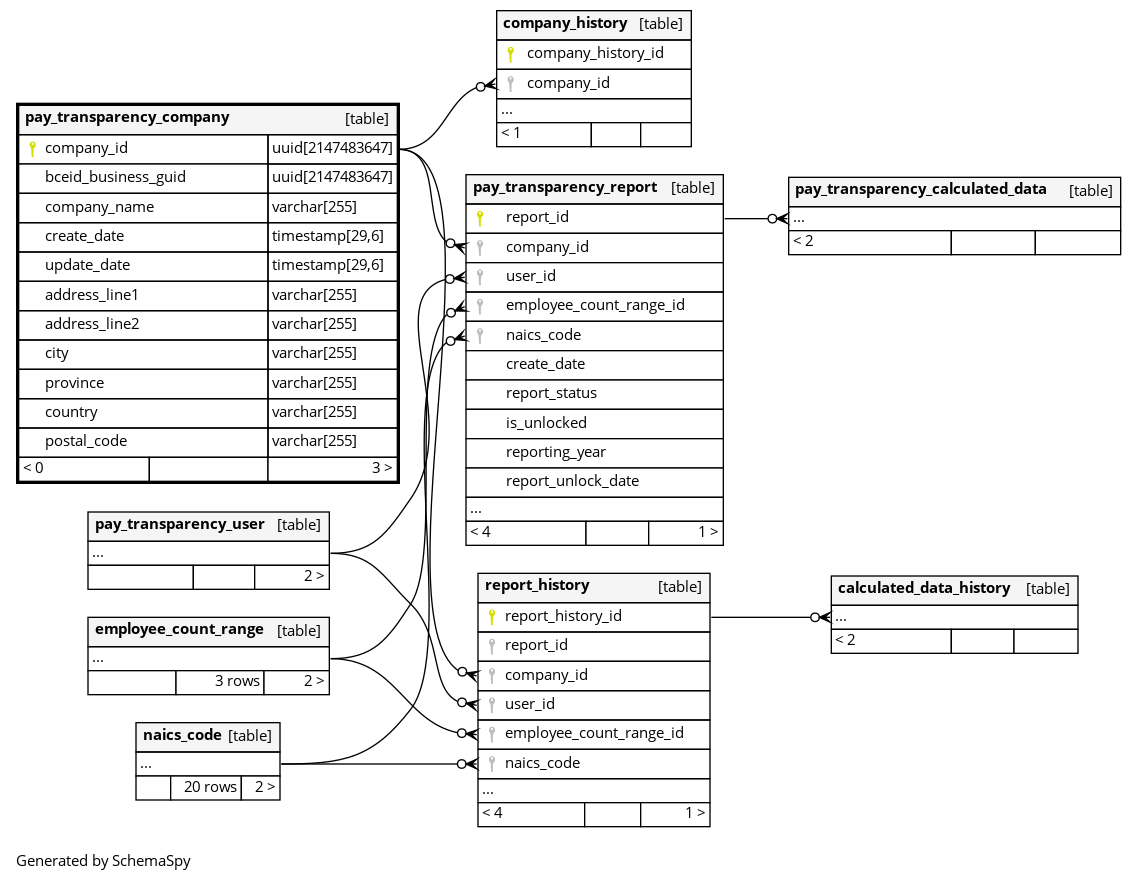 company_history [table]
company_history_id
company_id
...
< 1
pay_transparency_company [table]
company_id uuid[2147483647]
bceid_business_guid uuid[2147483647]
company_name varchar[255]
create_date timestamp[29,6]
update_date timestamp[29,6]
address_line1 varchar[255]
address_line2 varchar[255]
city varchar[255]
province varchar[255]
country varchar[255]
postal_code varchar[255]
< 0 3 >
pay_transparency_report [table]
report_id
company_id
user_id
employee_count_range_id
naics_code
create_date
report_status
is_unlocked
reporting_year
report_unlock_date
...
< 4 1 >
pay_transparency_calculated_data [table]
...
< 2
pay_transparency_user [table]
...
2 >
employee_count_range [table]
...
3 rows 2 >
naics_code [table]
...
20 rows 2 >
report_history [table]
report_history_id
report_id
company_id
user_id
employee_count_range_id
naics_code
...
< 4 1 >
calculated_data_history [table]
...
< 2
Generated by SchemaSpy